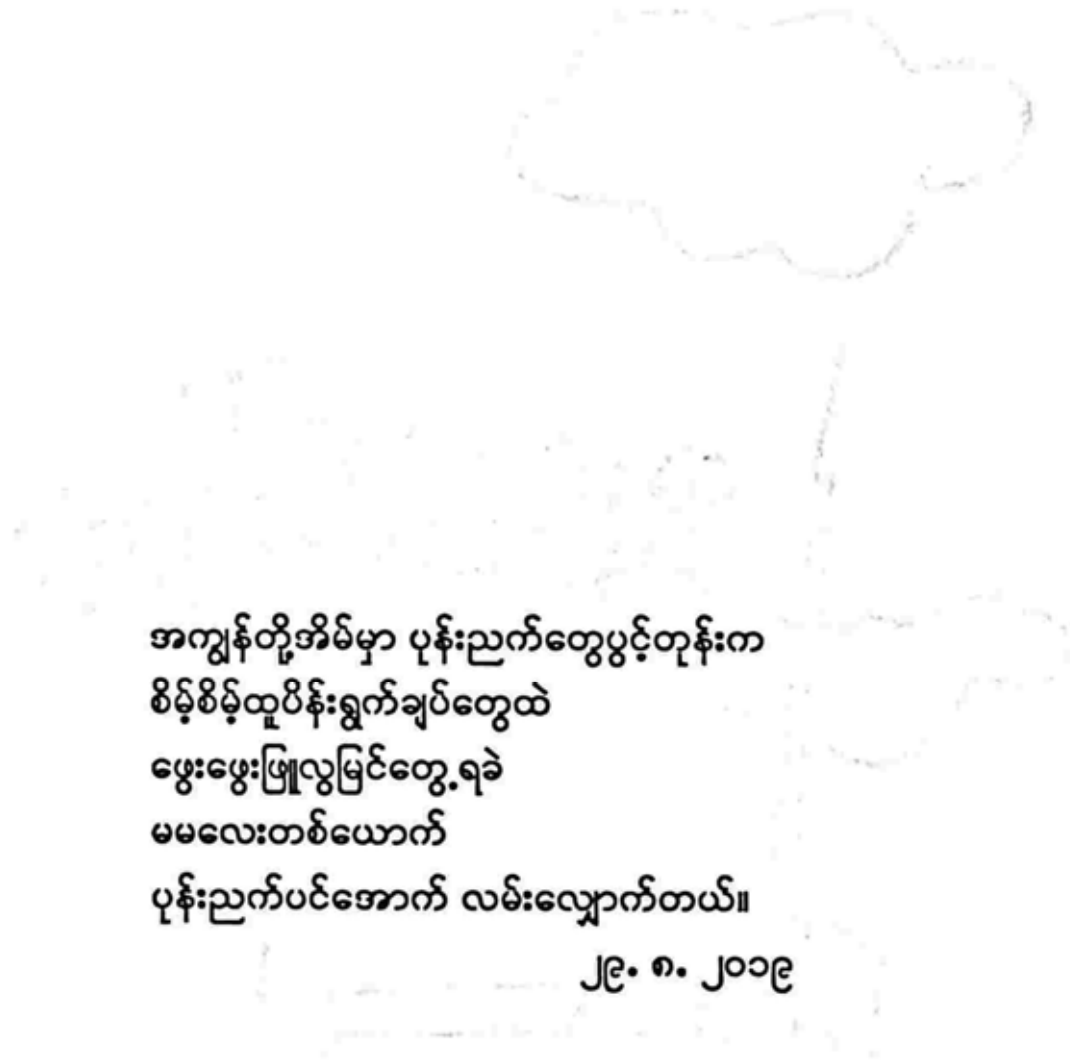 အကျွန်တို့အိမ်မှာ ပုန်းညက်တွေပွင့်တုန်းက
စိမ့်စိမ့်ထူပိန်းရွက်ချပ်တွေထဲ
ဖွေးဖွေးဖြူလွမြင်တွေ့ရခဲ
မမလေးတစ်ယောက်
ပုန်းညက်ပင်အောက် လမ်းလျှောက်တယ်။
၂၉. ၈. ၂၀၁၉